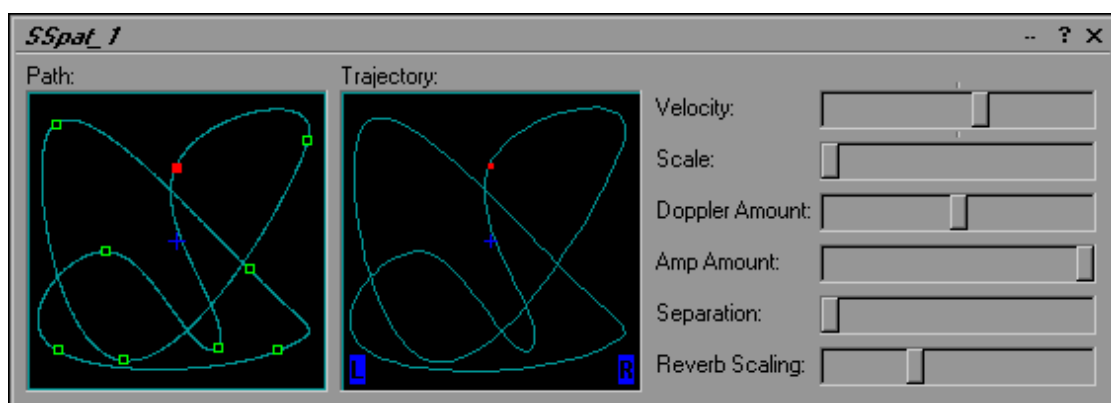 SSpat_1
-- ? ×
Path:
Trajectory:
L
R
Velocity:
Scale:
Doppler Amount:
Amp Amount:
Separation:
Reverb Scaling: